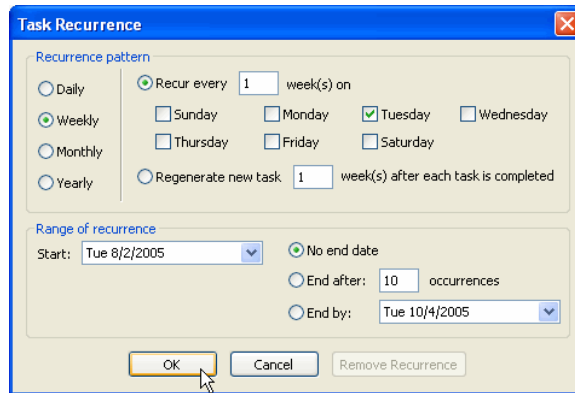 Task Recurrence
Recurrence pattern
Daily
Weekly
Monthly
Yearly
Recur every 1 week(s) on
Sunday Monday Tuesday Wednesday
Thursday Friday Saturday
Regenerate new task 1 week(s) after each task is completed
Range of recurrence
Start: Tue 8/2/2005
No end date
End after: 10 occurrences
End by: Tue 10/4/2005
OK Cancel Remove Recurrence